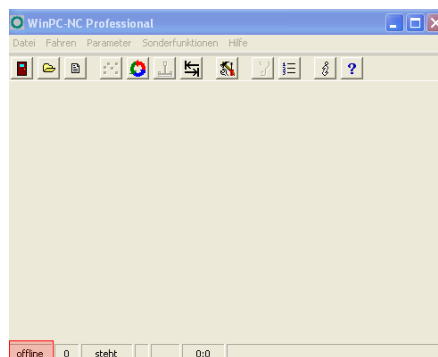 WinPC-NC Professional
Datei Fahren Parameter Sonderfunktionen Hilfe
offline 0 steht 0:0